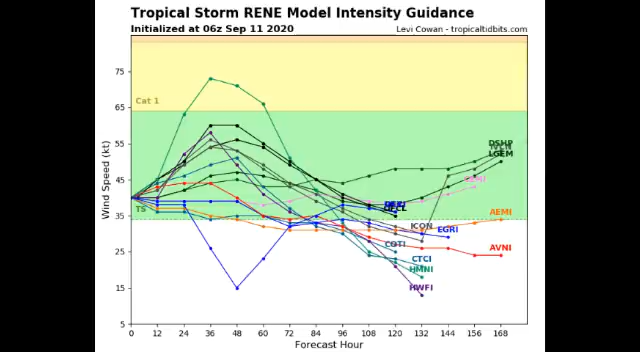 Tropical Storm RENE Model Intensity Guidance
Initialized at 06z Sep 11 2020
Levi Cowan - tropicaltidbits.com
Wind Speed (kt)
75
65
55
45
35
25
15
5
Cat 1
TS
DSHP
LGEM
AEMI
ICON
EGRI
COTI
AVNI
CTCI
HMNI
HWFI
0 12 24 36 48 60 72 84 96 108 120 132 144 156 168
Forecast Hour